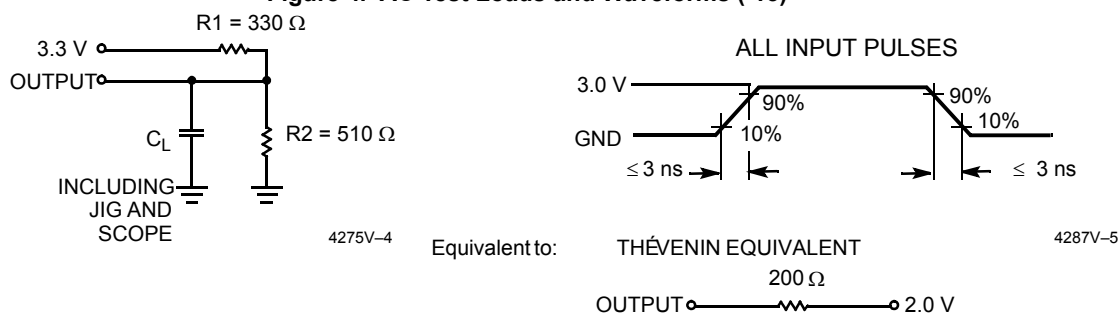 R1 = 330 Ω
3.3 V
OUTPUT
C_L
R2 = 510 Ω
INCLUDING
JIG AND
SCOPE
4275V–4
ALL INPUT PULSES
3.0 V
90%
90%
10%
10%
GND
≤ 3 ns
≤ 3 ns
4287V–5
Equivalent to:
THÉVENIN EQUIVALENT
200 Ω
OUTPUT
2.0 V